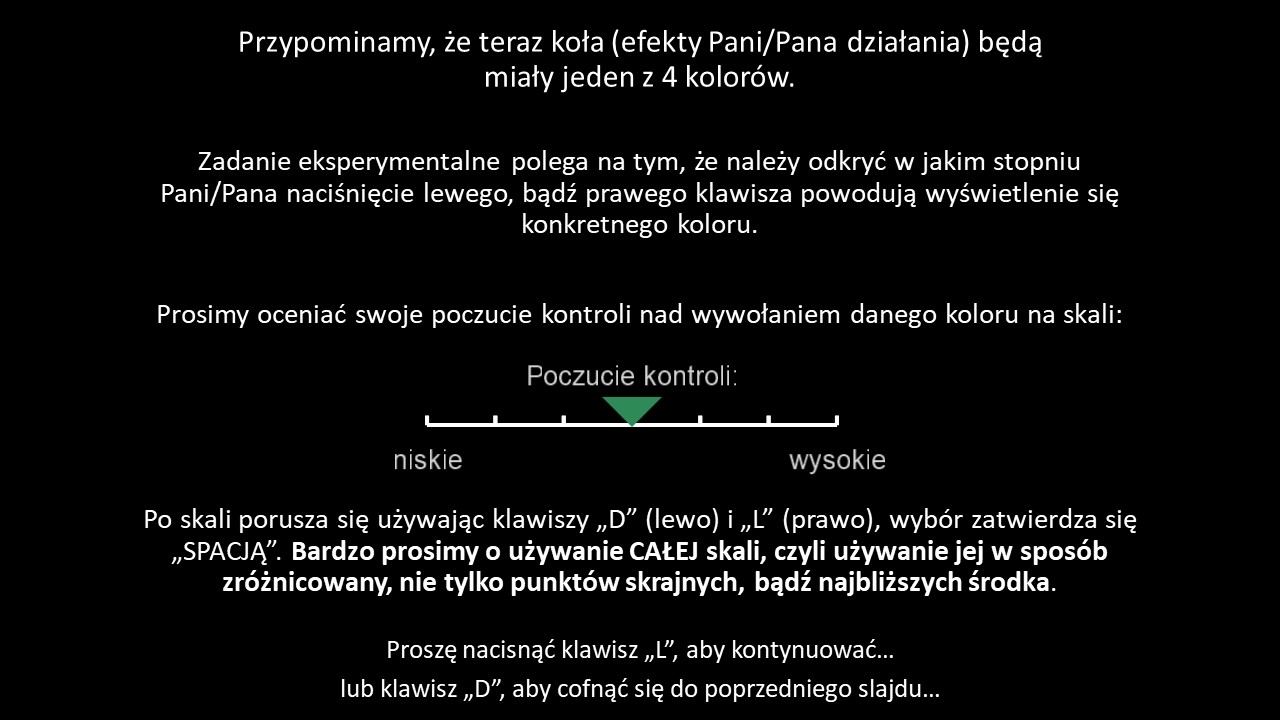 Przypominamy, że teraz koła (efekty Pani/Pana działania) będą
miały jeden z 4 kolorów.
Zadanie eksperymentalne polega na tym, że należy odkryć w jakim stopniu
Pani/Pana naciśnięcie lewego, bądź prawego klawisza powodują wyświetlenie się
konkretnego koloru.
Prosimy oceniać swoje poczucie kontroli nad wywołaniem danego koloru na skali:
Poczucie kontroli:
niskie wysokie
Po skali porusza się używając klawiszy „D” (lewo) i „L” (prawo), wybór zatwierdza się
„SPACJĄ”. Bardzo prosimy o używanie CAŁEJ skali, czyli używanie jej w sposób
zróżnicowany, nie tylko punktów skrajnych, bądź najbliższych środka.
Proszę nacisnąć klawisz „L”, aby kontynuować...
lub klawisz „D”, aby cofnąć się do poprzedniego slajdu...